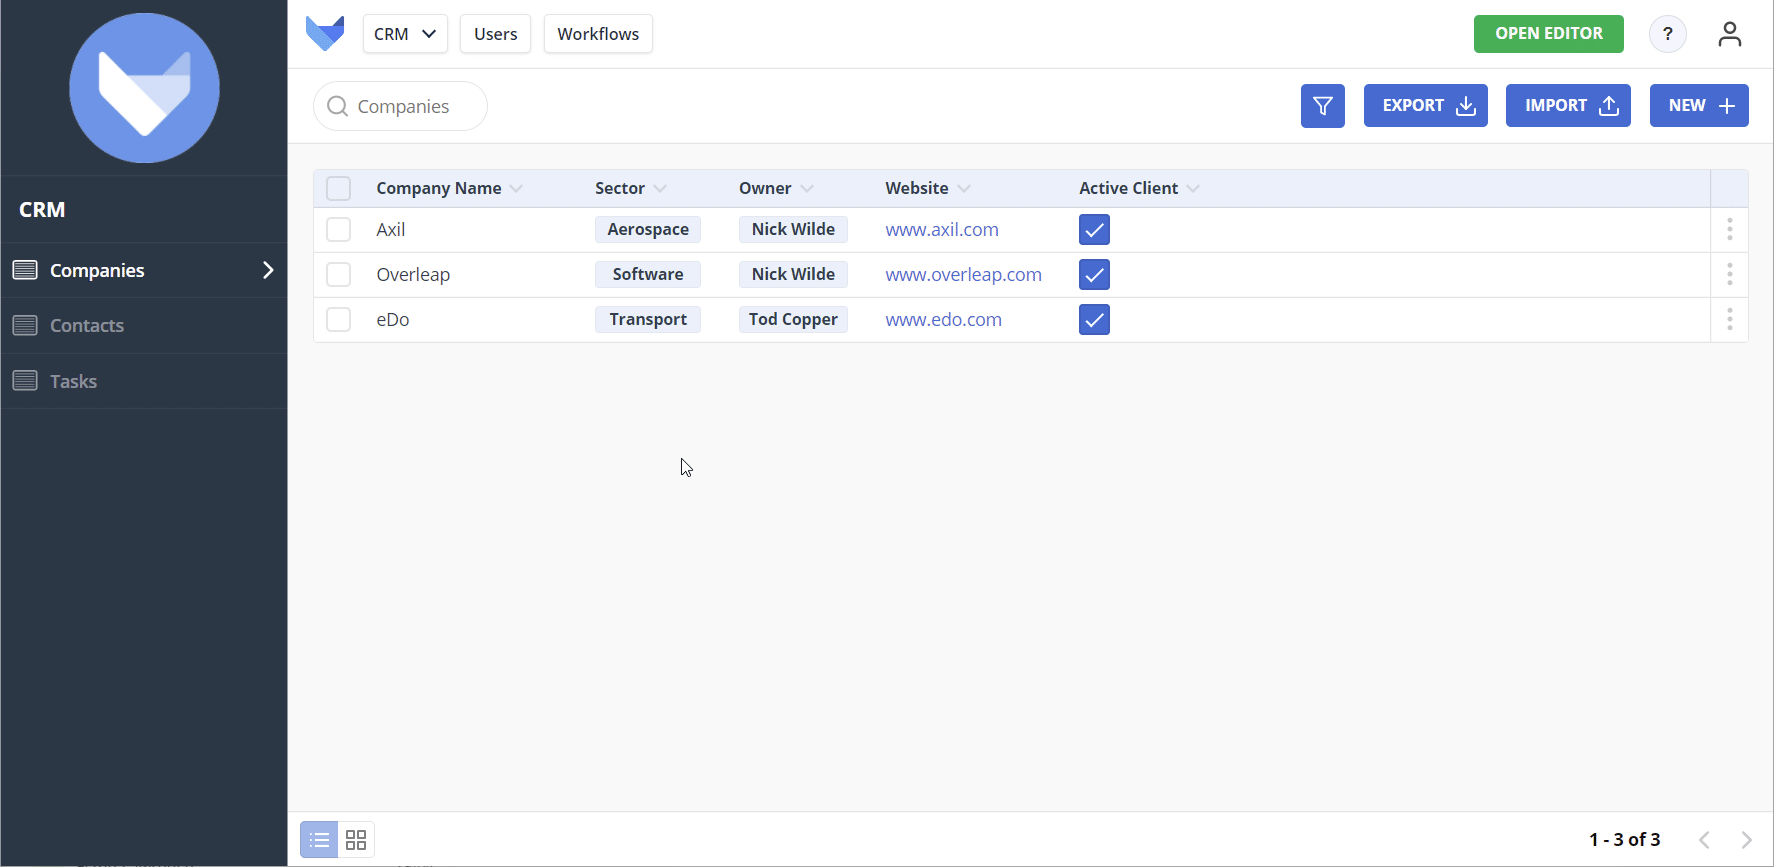 CRM Users Workflows OPEN EDITOR ?
Companies EXPORT IMPORT NEW
CRM
Companies
Contacts
Tasks
Company Name Sector Owner Website Active Client
Axil Aerospace Nick Wilde www.axil.com
Overleap Software Nick Wilde www.overleap.com
eDo Transport Tod Copper www.edo.com
1 - 3 of 3